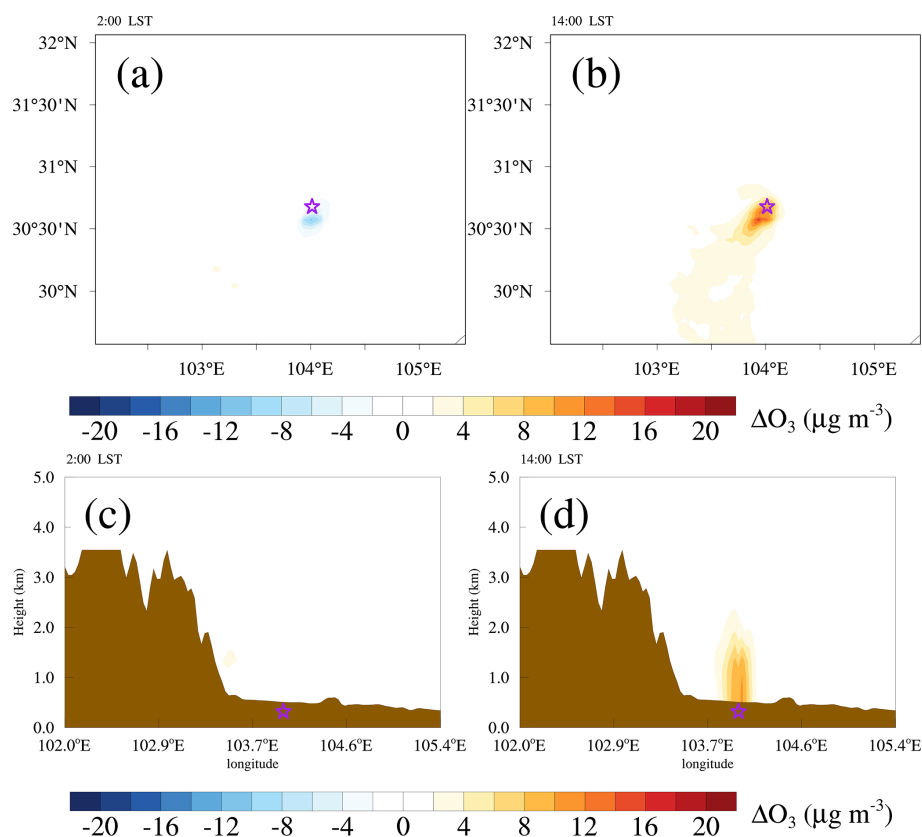 2:00 LST 14:00 LST
32°N 32°N
(a) (b)
31°30'N 31°30'N
31°N 31°N
30°30'N 30°30'N
30°N 30°N
103°E 104°E 105°E 103°E 104°E 105°E
-20 -16 -12 -8 -4 0 4 8 12 16 20 ΔO₃ (µg m⁻³)
2:00 LST 14:00 LST
5.0 5.0
(c) (d)
4.0 4.0
3.0 3.0
Height (km) Height (km)
2.0 2.0
1.0 1.0
0.0 0.0
102.0°E 102.9°E 103.7°E 104.6°E 105.4°E 102.0°E 102.9°E 103.7°E 104.6°E 105.4°E
longitude longitude
-20 -16 -12 -8 -4 0 4 8 12 16 20 ΔO₃ (µg m⁻³)